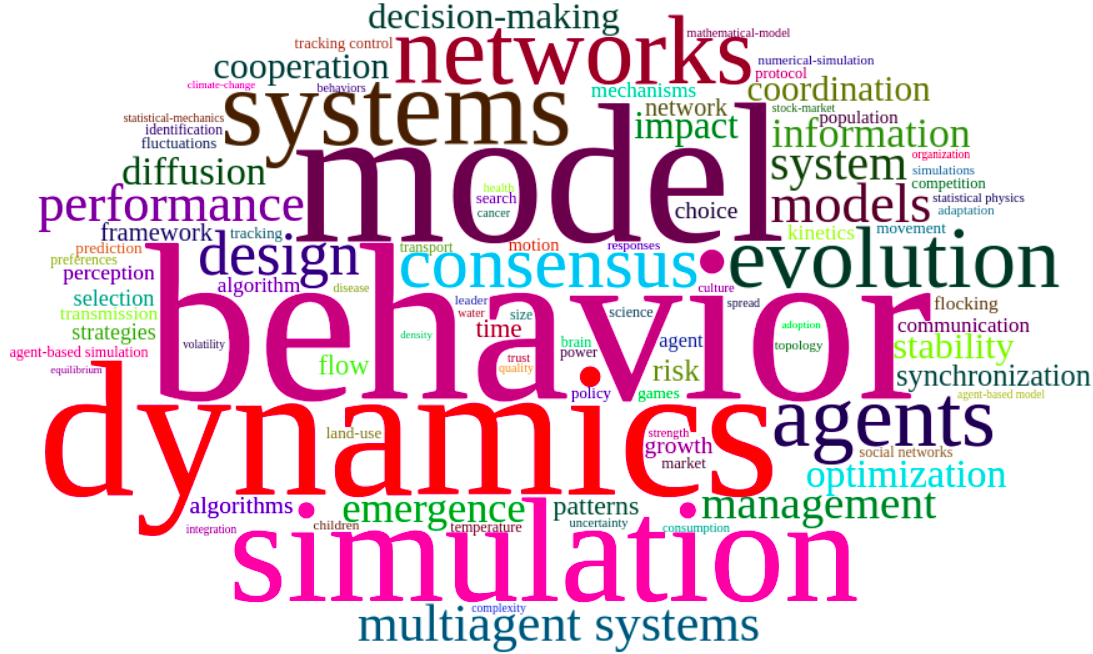 decision-making
networks
mathematical-model
tracking control
cooperation
numerical-simulation
protocol
climate-change
behaviors
systems
mechanisms
coordination
network
stock-market
statistical-mechanics
identification
fluctuations
impact
population
information
model
organization
diffusion
system
simulations
competition
health
search
cancer
choice
performance
models
statistical physics
adaptation
framework
tracking
kinetics
movement
prediction
preferences
perception
design
transport
motion
responses
consensus
evolution
algorithm
disease
culture
behavior
selection
transmission
strategies
leader
water
size
science
spread
flocking
time
density
brain
agent
adoption
communication
agent-based simulation
volatility
trust
power
topology
stability
equilibrium
flow
quality
risk
synchronization
policy
games
agent-based model
dynamics
agents
land-use
strength
growth
market
social networks
optimization
algorithms
emergence
patterns
management
integration
children
temperature
uncertainty
consumption
simulation
complexity
multiagent systems